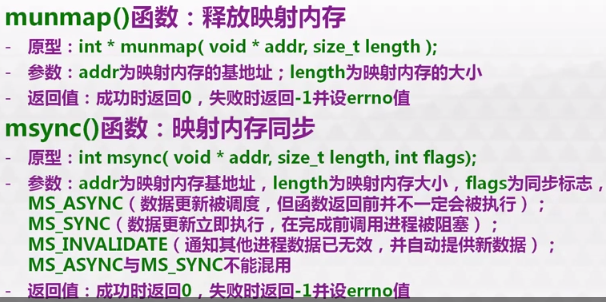 munmap()函数：释放映射内存
- 原型：int * munmap( void * addr, size_t length );
- 参数：addr为映射内存的基地址；length为映射内存的大小
- 返回值：成功时返回0，失败时返回-1并设errno值
msync()函数：映射内存同步
- 原型：int msync( void * addr, size_t length, int flags);
- 参数：addr为映射内存基地址，length为映射内存大小，flags为同步标志，
MS_ASYNC（数据更新被调度，但函数返回前并不一定会被执行）；
MS_SYNC（数据更新立即执行，在完成前调用进程被阻塞）；
MS_INVALIDATE（通知其他进程数据已无效，并自动提供新数据）；
MS_ASYNC与MS_SYNC不能混用
- 返回值：成功时返回0，失败时返回-1并设errno值